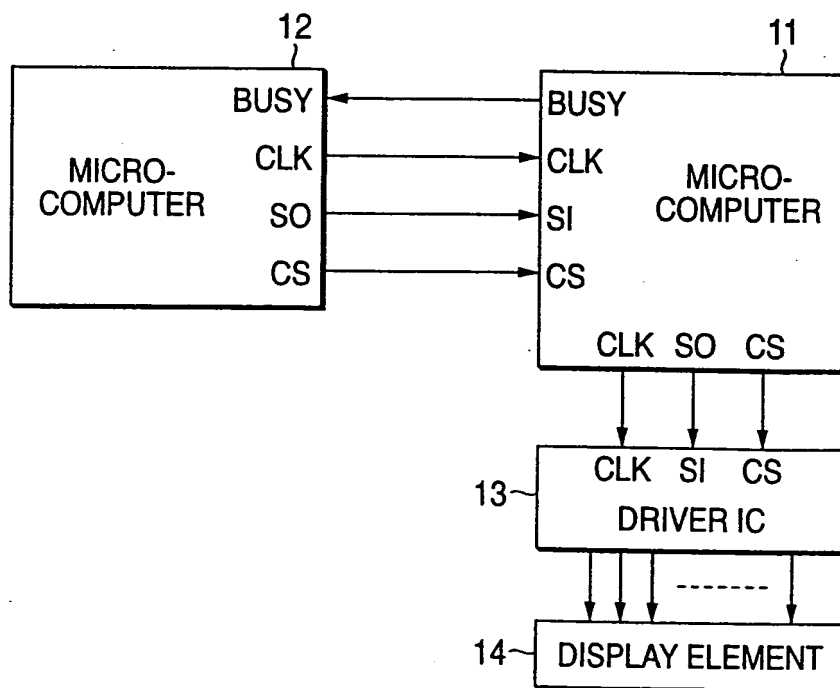 12
11
BUSY
BUSY
MICRO-
COMPUTER
CLK
CLK
MICRO-
COMPUTER
SO
SI
CS
CS
CLK SO CS
13
CLK SI CS
DRIVER IC
14
DISPLAY ELEMENT